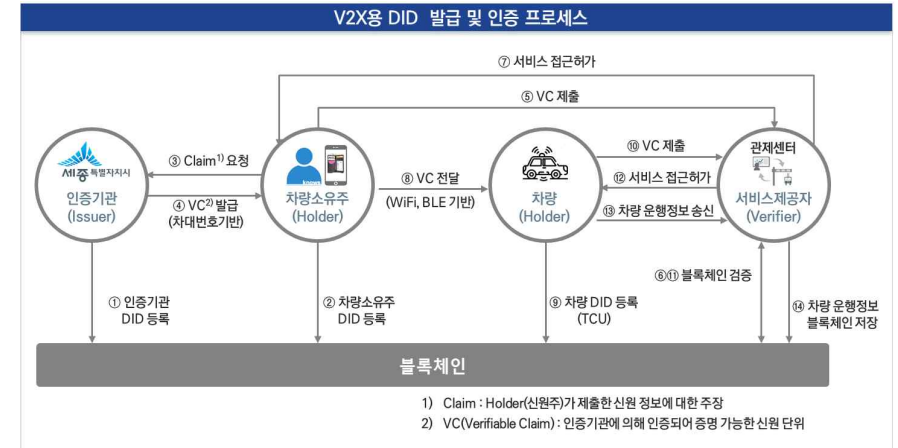 V2X용 DID 발급 및 인증 프로세스
⑦ 서비스 접근허가
⑤ VC 제출
세종특별자치시
인증기관
(Issuer)
③ Claim1) 요청
④ VC2) 발급
(차대번호기반)
차량소유주
(Holder)
⑧ VC 전달
(WiFi, BLE 기반)
차량
(Holder)
⑩ VC 제출
⑫ 서비스 접근허가
⑬ 차량 운행정보 송신
관제센터
서비스제공자
(Verifier)
① 인증기관
DID 등록
② 차량소유주
DID 등록
⑨ 차량 DID 등록
(TCU)
⑥⑪ 블록체인 검증
⑭ 차량 운행정보
블록체인 저장
블록체인
1) Claim : Holder(신원주)가 제출한 신원 정보에 대한 주장
2) VC(Verifiable Claim) : 인증기관에 의해 인증되어 증명 가능한 신원 단위